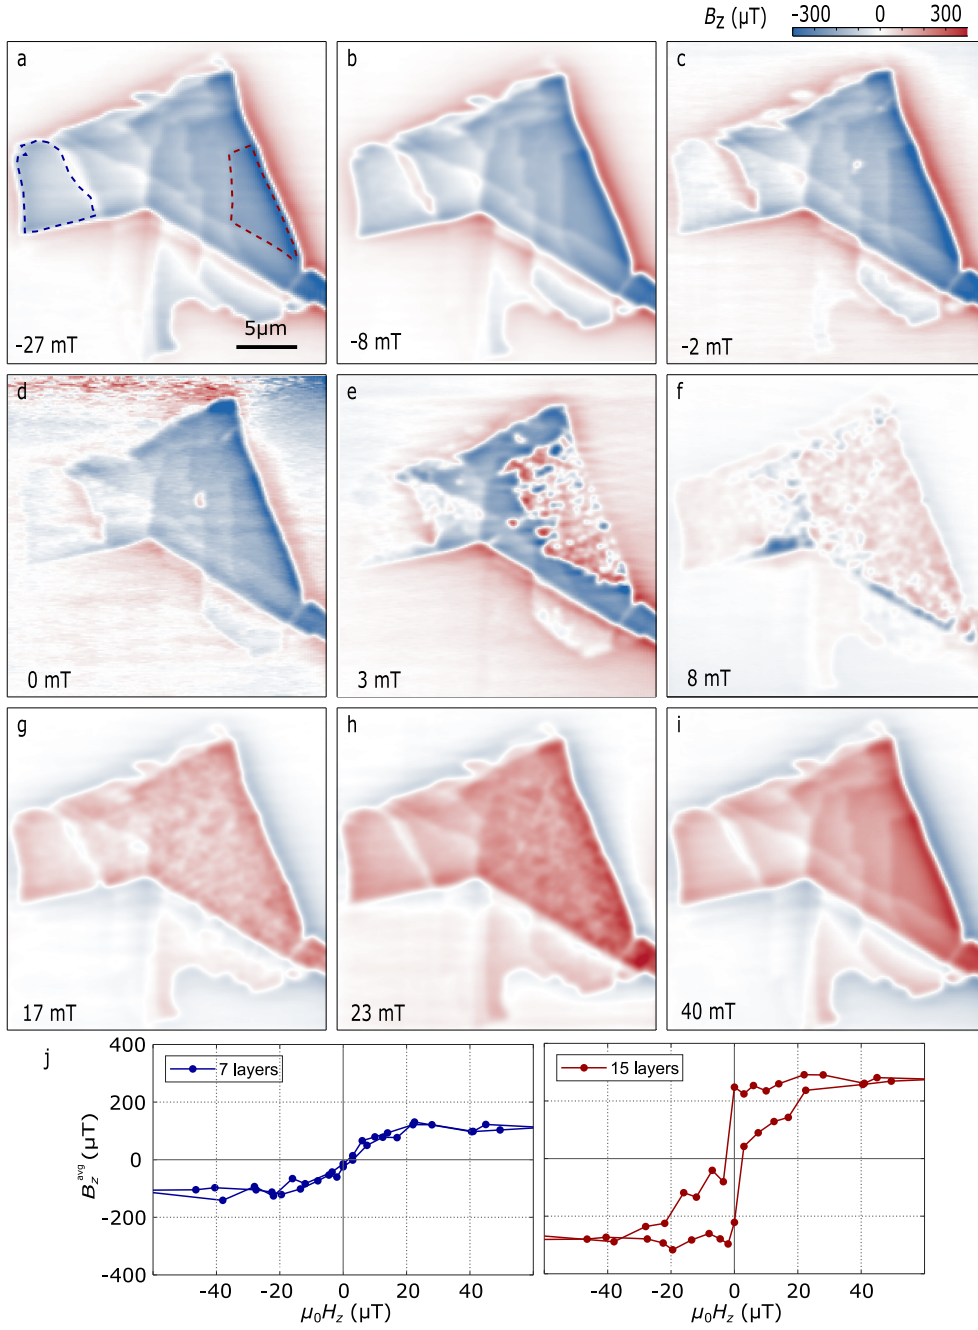 B_z (μT) -300 0 300
a b c
5μm
-27 mT -8 mT -2 mT
d e f
0 mT 3 mT 8 mT
g h i
17 mT 23 mT 40 mT
j
400
200
0
-200
-400
B_z^avg (μT)
7 layers
15 layers
-40 -20 0 20 40
-40 -20 0 20 40
μ₀H_z (μT)
μ₀H_z (μT)